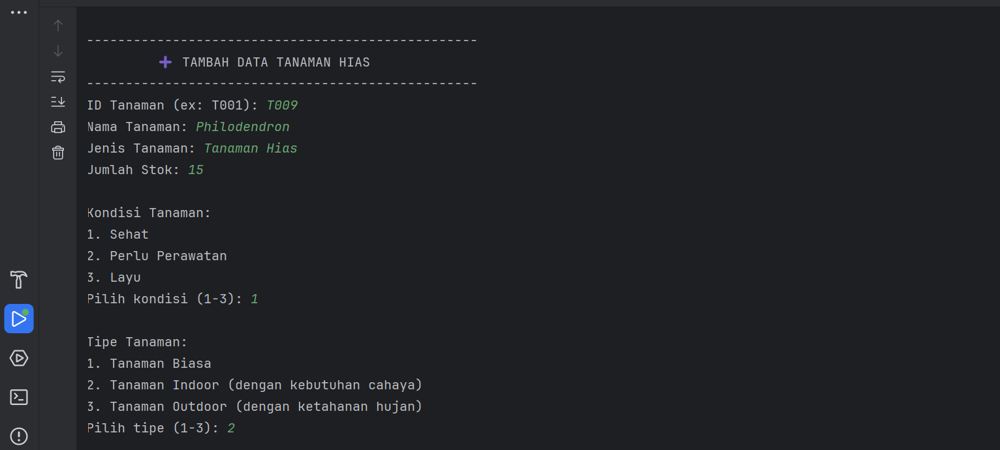 --------------------------------------------------
➕ TAMBAH DATA TANAMAN HIAS
--------------------------------------------------
ID Tanaman (ex: T001): T009
Nama Tanaman: Philodendron
Jenis Tanaman: Tanaman Hias
Jumlah Stok: 15
Kondisi Tanaman:
1. Sehat
2. Perlu Perawatan
3. Layu
Pilih kondisi (1-3): 1
Tipe Tanaman:
1. Tanaman Biasa
2. Tanaman Indoor (dengan kebutuhan cahaya)
3. Tanaman Outdoor (dengan ketahanan hujan)
Pilih tipe (1-3): 2